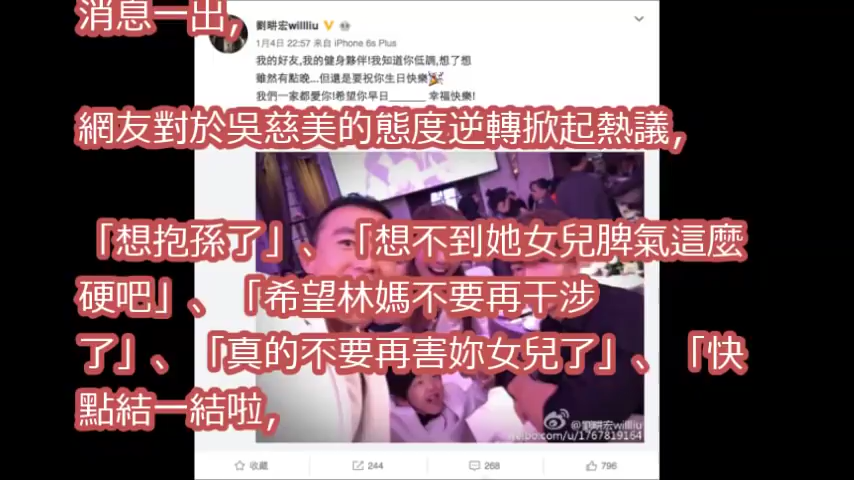 消息一出,
劉畊宏willliu
1月4日 22:57 来自 iPhone 6s Plus
我的好友,我的健身夥伴!我知道你低調,想了想
雖然有點晚...但還是要祝你生日快樂🎉
我們一家都愛你!希望你早日______ 幸福快樂!
網友對於吳慈美的態度逆轉掀起熱議,
「想抱孫了」、「想不到她女兒脾氣這麼
硬吧」、「希望林媽不要再干涉
了」、「真的不要再害妳女兒了」、「快
點結一結啦,
@劉畊宏willliu
weibo.com/u/1767819164
收藏 244 268 796